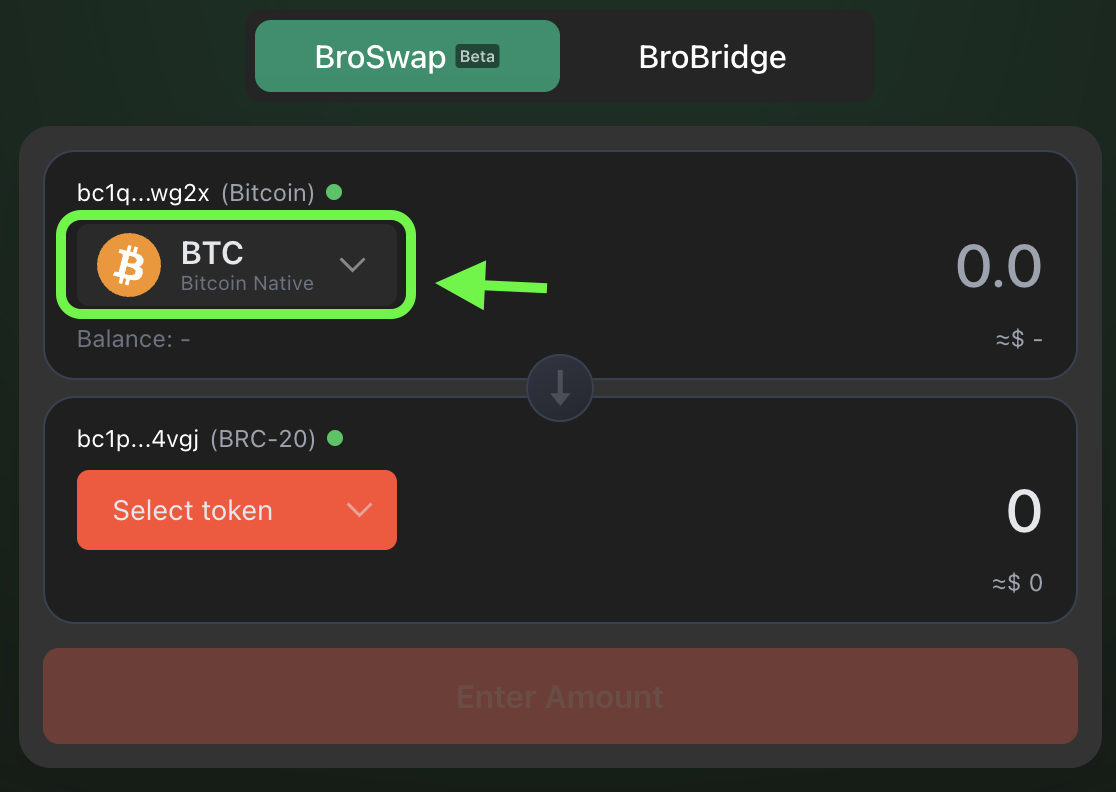 BroSwap Beta BroBridge
bc1q...wg2x (Bitcoin)
BTC
Bitcoin Native
0.0
Balance: - ≈$ -
bc1p...4vgj (BRC-20)
Select token
0
≈$ 0
Enter Amount